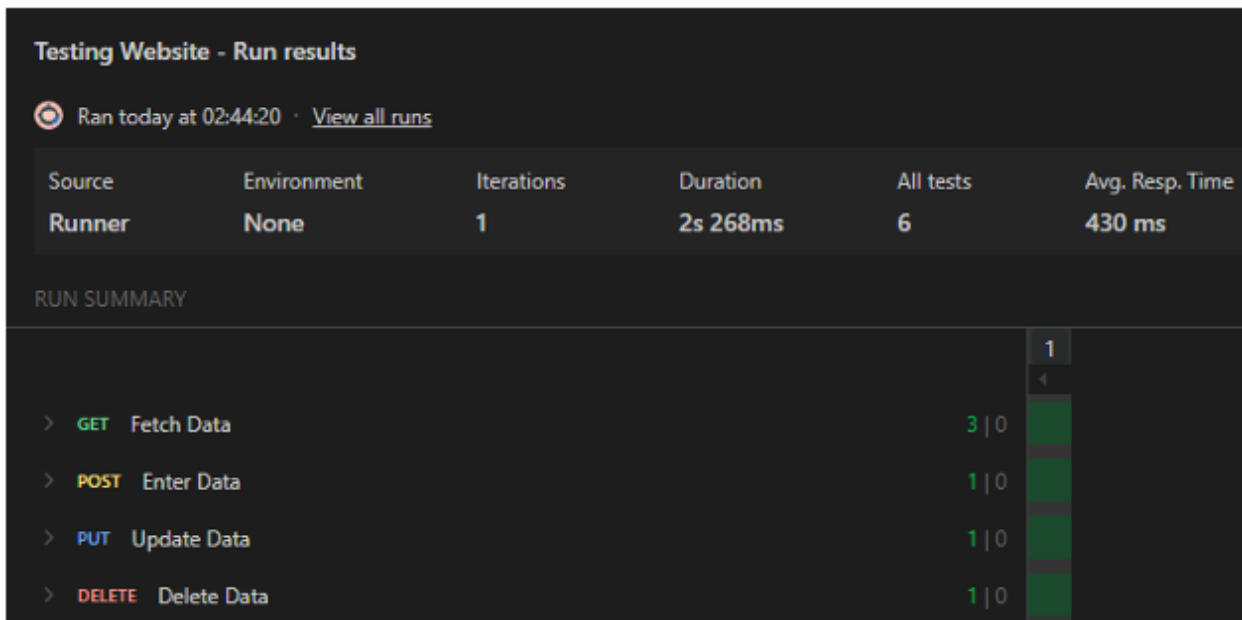 Testing Website - Run results
Ran today at 02:44:20 · View all runs
Source Environment Iterations Duration All tests Avg. Resp. Time
Runner None 1 2s 268ms 6 430 ms
RUN SUMMARY
1
GET Fetch Data 3 | 0
POST Enter Data 1 | 0
PUT Update Data 1 | 0
DELETE Delete Data 1 | 0